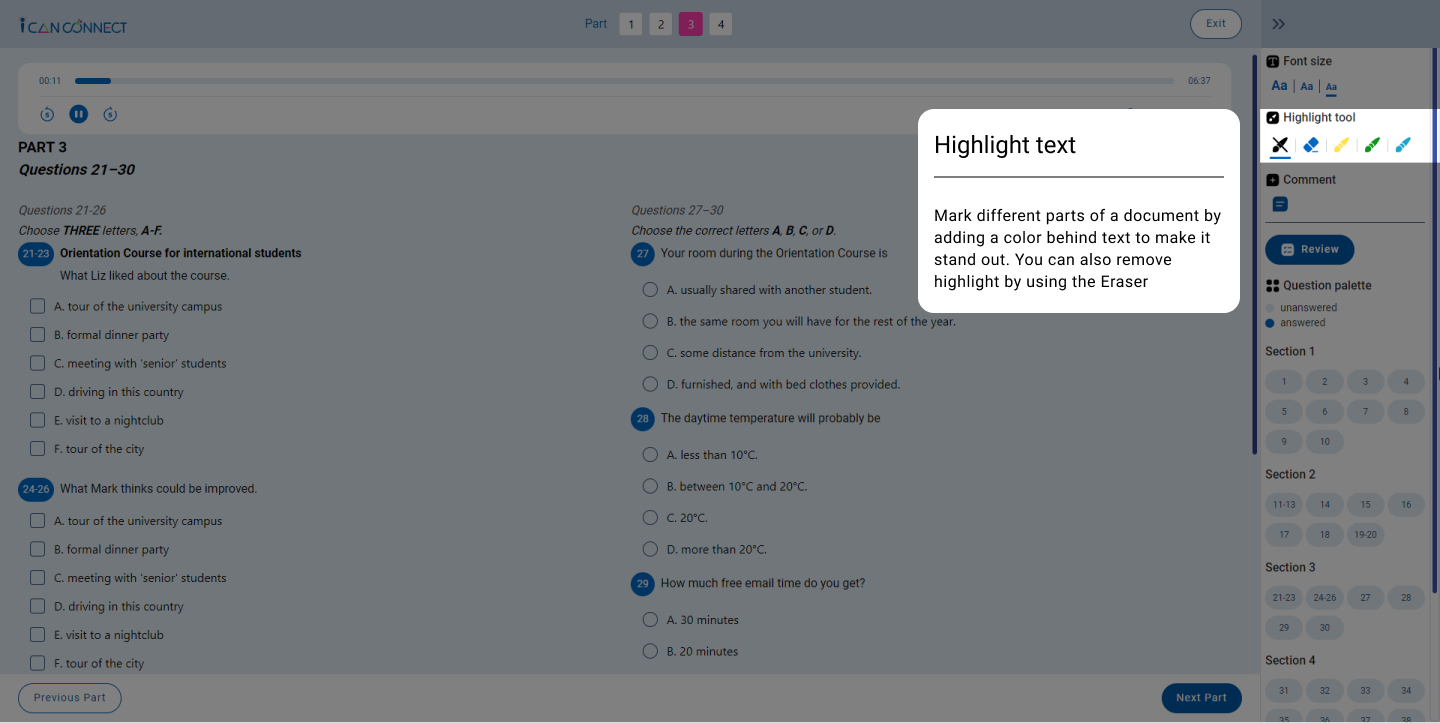 i CAN CONNECT
Part 1 2 3 4
Exit
00:11
06:37
5
5
PART 3
Questions 21–30
Questions 21-26
Choose THREE letters, A-F.
21-23 Orientation Course for international students
What Liz liked about the course.
A. tour of the university campus
B. formal dinner party
C. meeting with 'senior' students
D. driving in this country
E. visit to a nightclub
F. tour of the city
24-26 What Mark thinks could be improved.
A. tour of the university campus
B. formal dinner party
C. meeting with 'senior' students
D. driving in this country
E. visit to a nightclub
F. tour of the city
Questions 27–30
Choose the correct letters A, B, C, or D.
27 Your room during the Orientation Course is
A. usually shared with another student.
B. the same room you will have for the rest of the year.
C. some distance from the university.
D. furnished, and with bed clothes provided.
28 The daytime temperature will probably be
A. less than 10°C.
B. between 10°C and 20°C.
C. 20°C.
D. more than 20°C.
29 How much free email time do you get?
A. 30 minutes
B. 20 minutes
Highlight text
Mark different parts of a document by
adding a color behind text to make it
stand out. You can also remove
highlight by using the Eraser
Font size
Aa Aa Aa
Highlight tool
Comment
Review
Question palette
unanswered
answered
Section 1
1 2 3 4
5 6 7 8
9 10
Section 2
11-13 14 15 16
17 18 19-20
Section 3
21-23 24-26 27 28
29 30
Section 4
31 32 33 34
35 36 37 38
Previous Part
Next Part